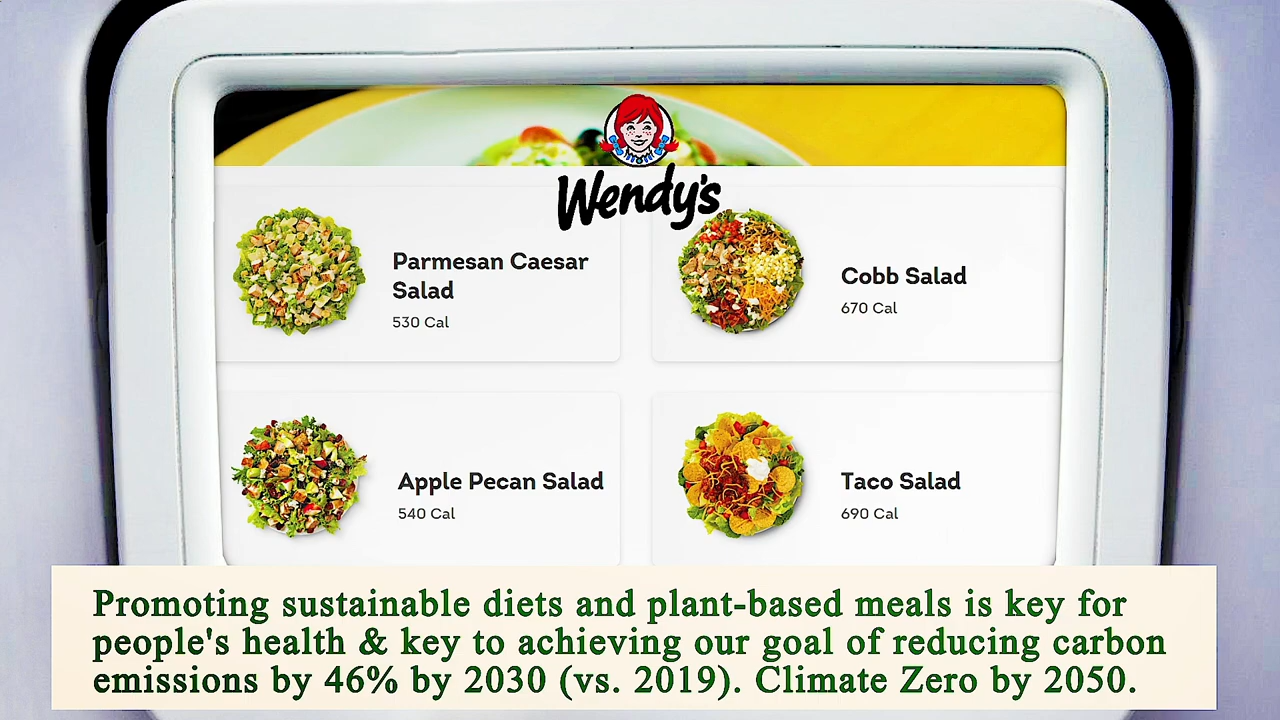 Wendy's
Parmesan Caesar
Salad
530 Cal
Cobb Salad
670 Cal
Apple Pecan Salad
540 Cal
Taco Salad
690 Cal
Promoting sustainable diets and plant-based meals is key for
people's health & key to achieving our goal of reducing carbon
emissions by 46% by 2030 (vs. 2019). Climate Zero by 2050.